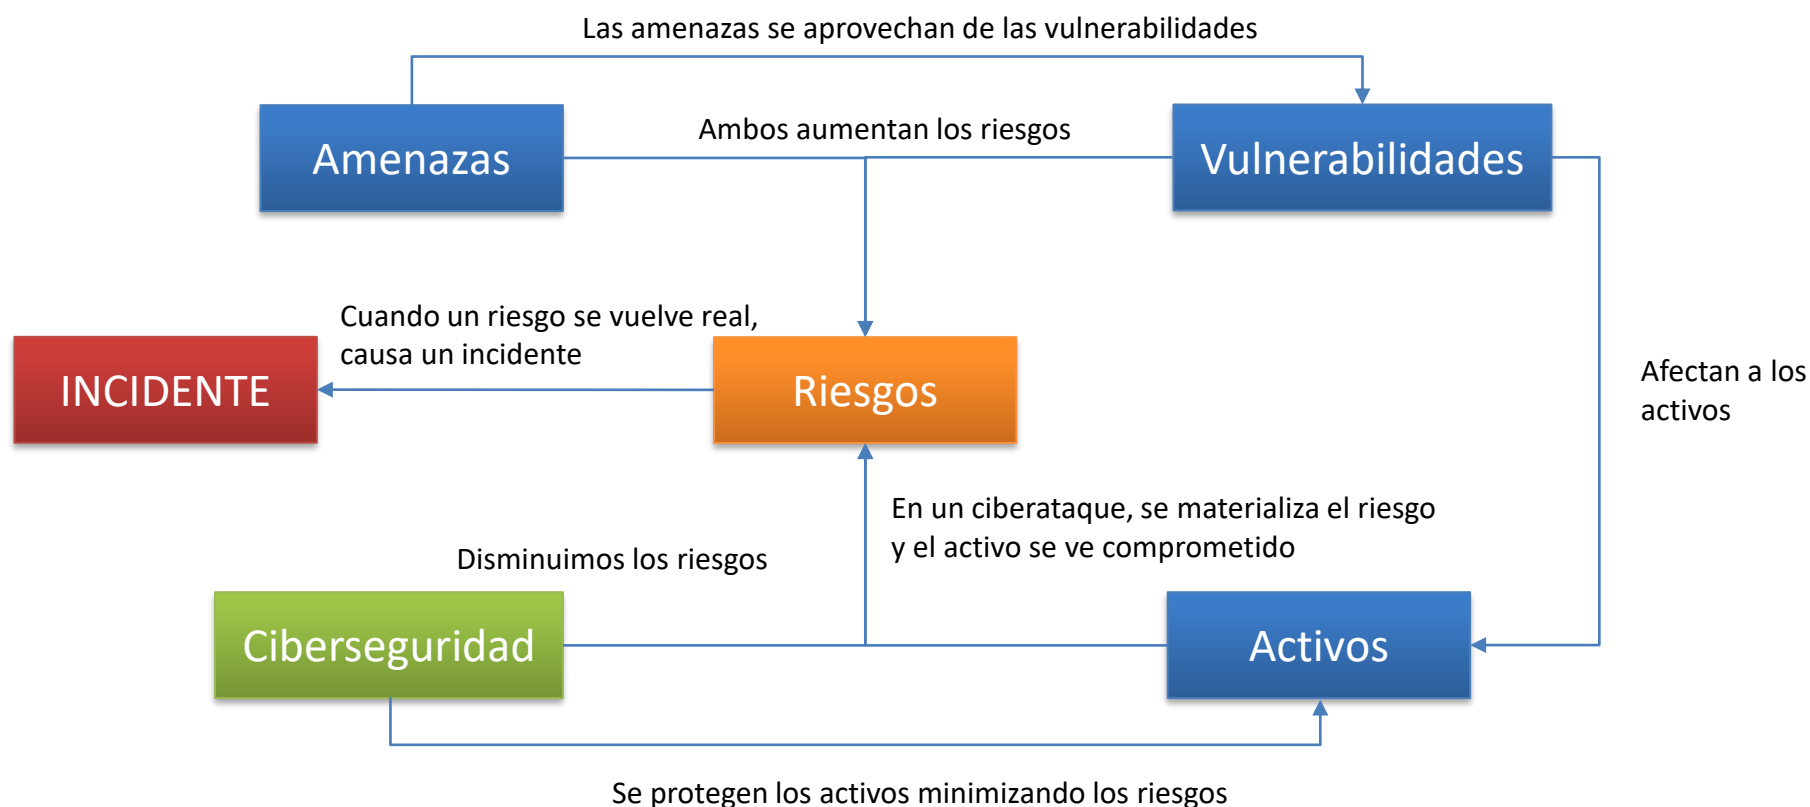 Las amenazas se aprovechan de las vulnerabilidades
Amenazas
Ambos aumentan los riesgos
Vulnerabilidades
Cuando un riesgo se vuelve real,
causa un incidente
INCIDENTE
Riesgos
Afectan a los
activos
En un ciberataque, se materializa el riesgo
y el activo se ve comprometido
Disminuimos los riesgos
Ciberseguridad
Activos
Se protegen los activos minimizando los riesgos